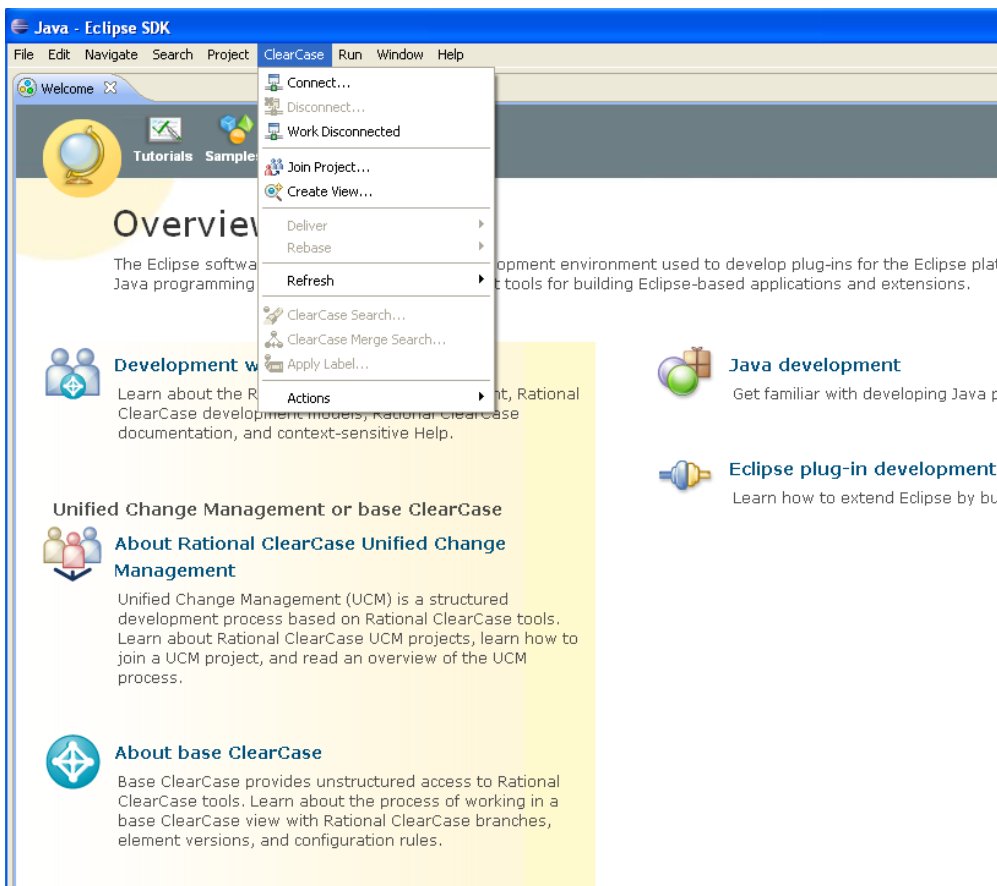 Java - Eclipse SDK
File Edit Navigate Search Project ClearCase Run Window Help
Welcome
Connect...
Disconnect...
Work Disconnected
Join Project...
Create View...
Deliver
Rebase
Refresh
ClearCase Search...
ClearCase Merge Search...
Apply Label...
Actions
Tutorials
The Eclipse opment environment used to develop plug-ins for the Eclipse
Java programming tools for building Eclipse-based applications and extensions.
Development
Learn about the Rational
ClearCase development models, Rational ClearCase
documentation, and context-sensitive Help.
Unified Change Management or base ClearCase
About Rational ClearCase Unified Change
Management
Unified Change Management (UCM) is a structured
development process based on Rational ClearCase tools.
Learn about Rational ClearCase UCM projects, learn how to
join a UCM project, and read an overview of the UCM
process.
About base ClearCase
Base ClearCase provides unstructured access to Rational
ClearCase tools. Learn about the process of working in a
base ClearCase view with Rational ClearCase branches,
element versions, and configuration rules.
Java development
Get familiar with developing Java
Eclipse plug-in development
Learn how to extend Eclipse by